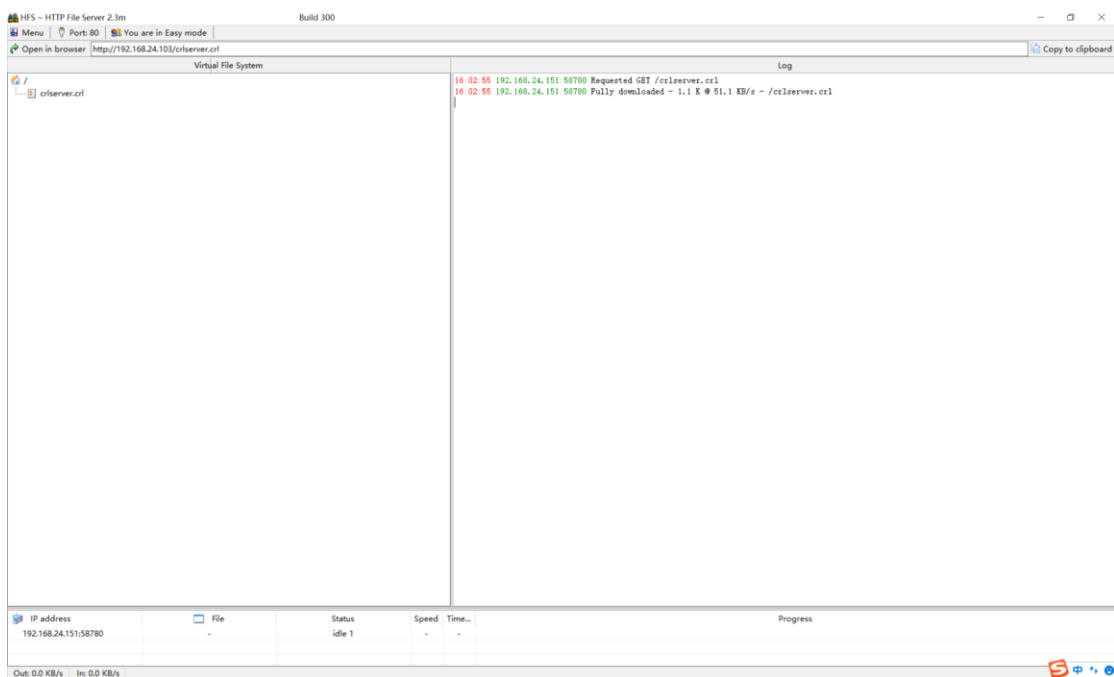 HFS ~ HTTP File Server 2.3m Build 300
Menu Port: 80 You are in Easy mode
Open in browser http://192.168.24.103/crlserver.crl Copy to clipboard
Virtual File System Log
/
crlserver.crl
16:02:55 192.168.24.151:58780 Requested GET /crlserver.crl
16:02:55 192.168.24.151:58780 Fully downloaded - 1.1 K @ 51.1 KB/s - /crlserver.crl
IP address File Status Speed Time... Progress
192.168.24.151:58780 - idle 1 - -
Out: 0.0 KB/s In: 0.0 KB/s
S 中 °,